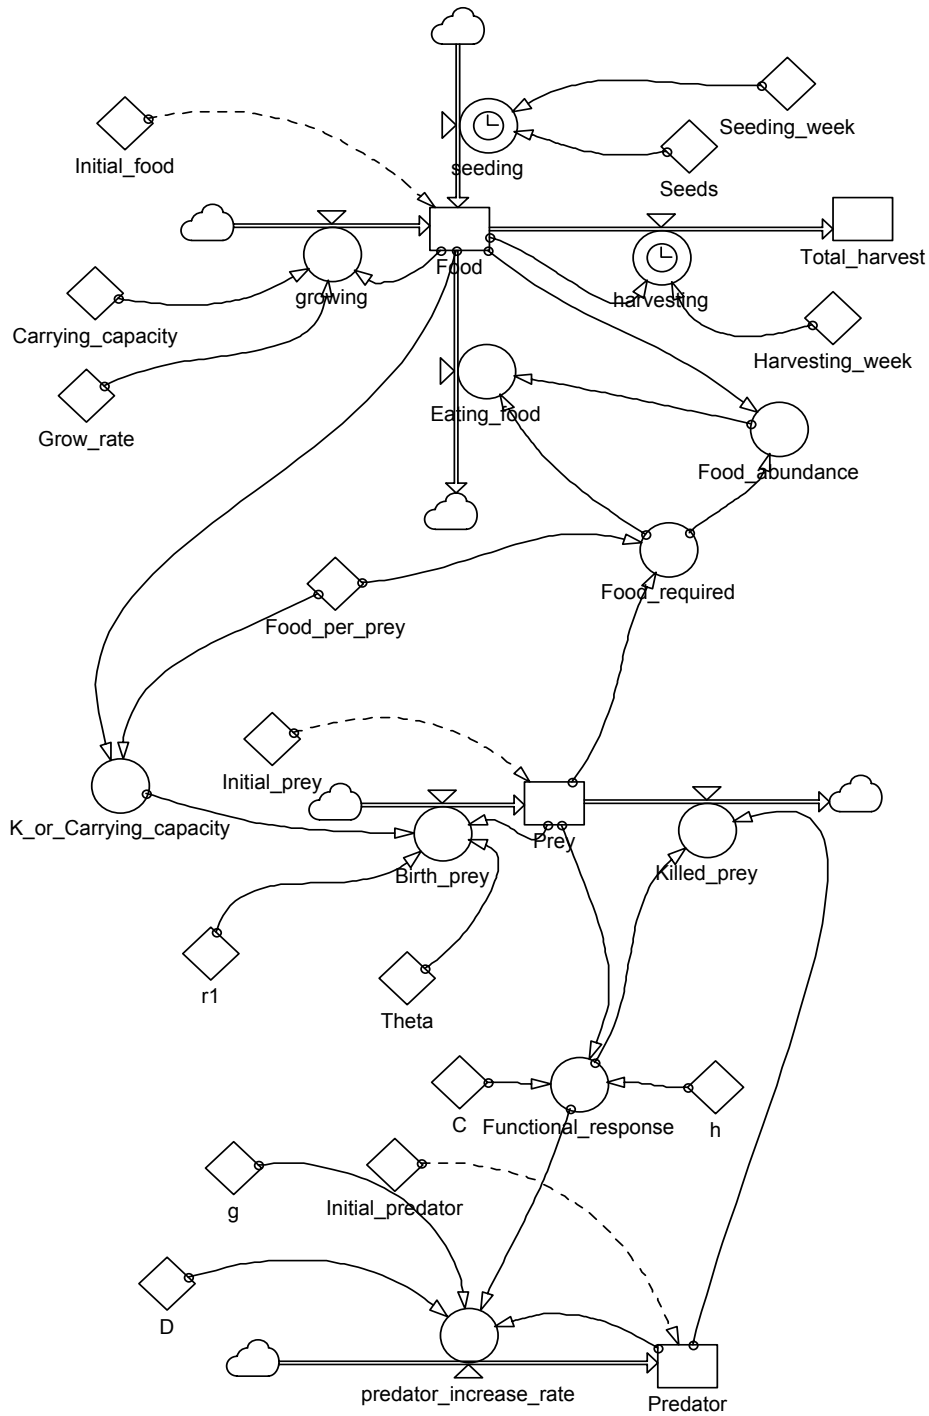 Seeding_week
Initial_food
seeding
Seeds
Total_harvest
Food
growing
harvesting
Carrying_capacity
Harvesting_week
Eating_food
Grow_rate
Food_abundance
Food_required
Food_per_prey
Initial_prey
K_or_Carrying_capacity
Prey
Birth_prey
Killed_prey
r1
Theta
C
Functional_response
h
g
Initial_predator
D
predator_increase_rate
Predator